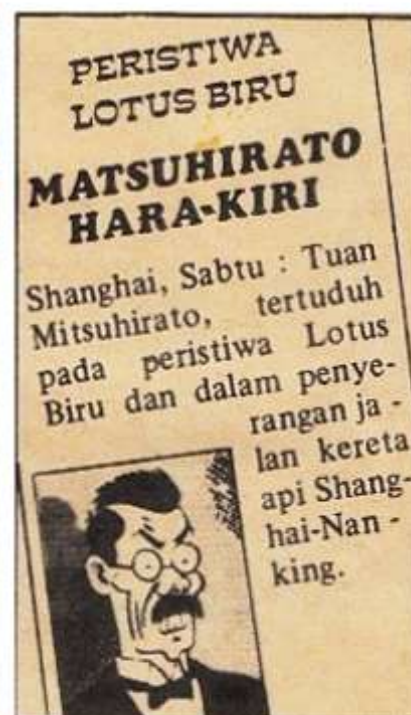 PERISTIWA
LOTUS BIRU
MATSUHIRATO
HARA-KIRI
Shanghai, Sabtu : Tuan
Mitsuhirato, tertuduh
pada peristiwa Lotus
Biru dan dalam penye-
rangan ja -
lan kereta
api Shang-
hai-Nan -
king.